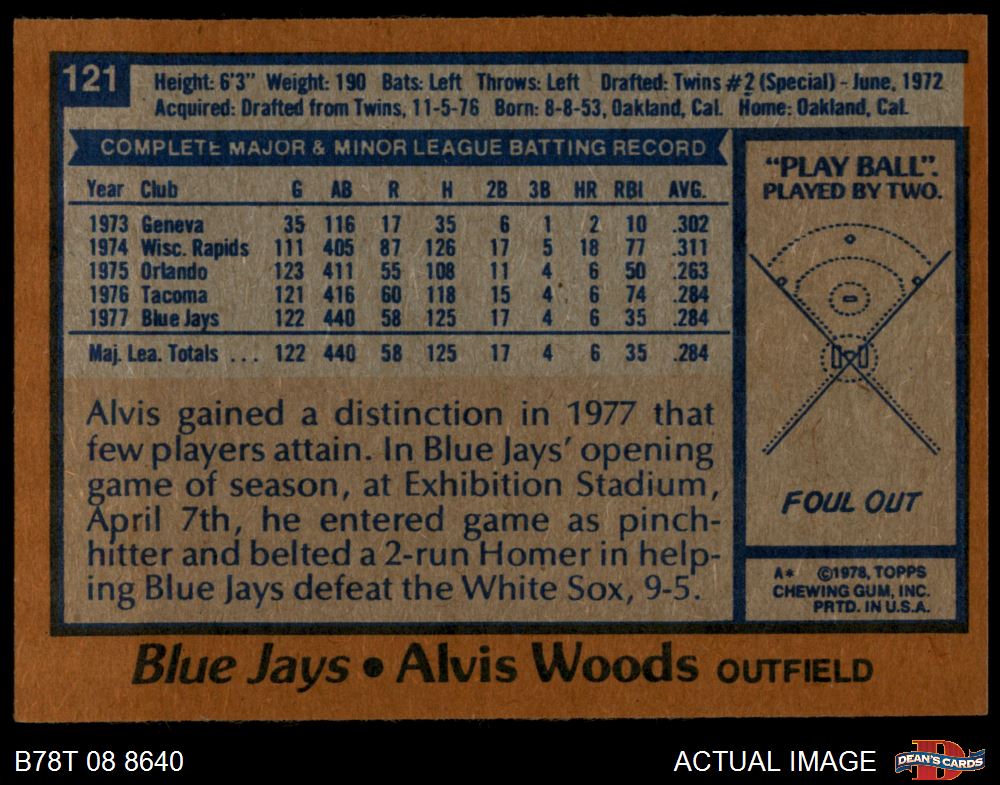 121
Height: 6'3" Weight: 190 Bats: Left Throws: Left Drafted: Twins #2 (Special) - June, 1972
Acquired: Drafted from Twins, 11-5-76 Born: 8-8-53, Oakland, Cal. Home: Oakland, Cal.
COMPLETE MAJOR & MINOR LEAGUE BATTING RECORD
Year Club G AB R H 2B 3B HR RBI AVG.
1973 Geneva 35 116 17 35 6 1 2 10 .302
1974 Wisc. Rapids 111 405 87 126 17 5 18 77 .311
1975 Orlando 123 411 55 108 11 4 6 50 .263
1976 Tacoma 121 416 60 118 15 4 6 74 .284
1977 Blue Jays 122 440 58 125 17 4 6 35 .284
Maj. Lea. Totals ... 122 440 58 125 17 4 6 35 .284
Alvis gained a distinction in 1977 that
few players attain. In Blue Jays' opening
game of season, at Exhibition Stadium,
April 7th, he entered game as pinch-
hitter and belted a 2-run Homer in help-
ing Blue Jays defeat the White Sox, 9-5.
"PLAY BALL".
PLAYED BY TWO.
FOUL OUT
A* ©1978, TOPPS
CHEWING GUM, INC.
PRTD. IN U.S.A.
Blue Jays • Alvis Woods OUTFIELD
B78T 08 8640
ACTUAL IMAGE
D
DEAN'S CARDS